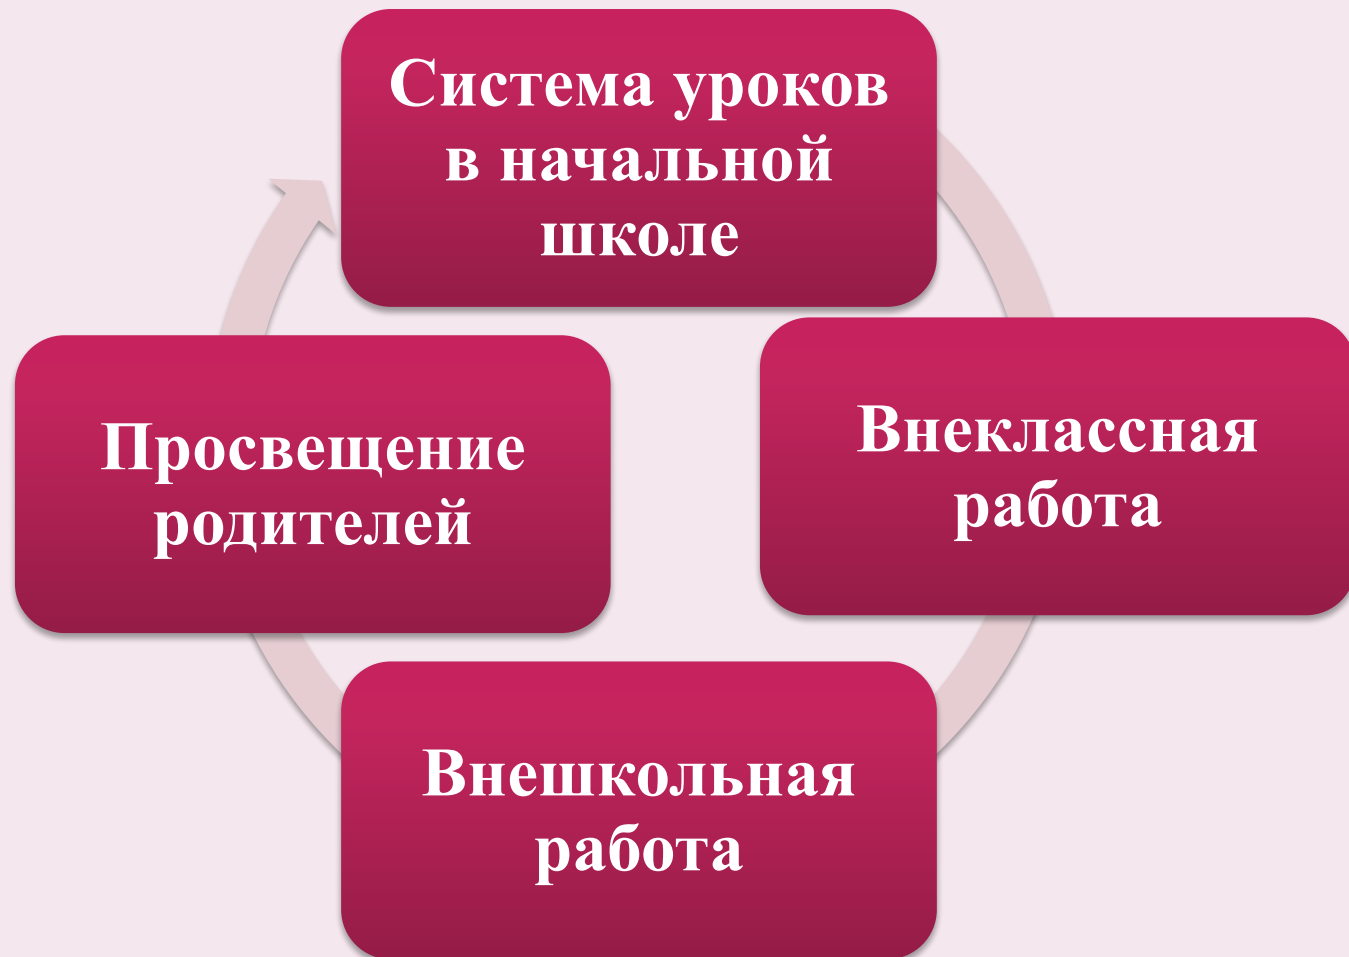 Система уроков
в начальной
школе
Внеклассная
работа
Внешкольная
работа
Просвещение
родителей